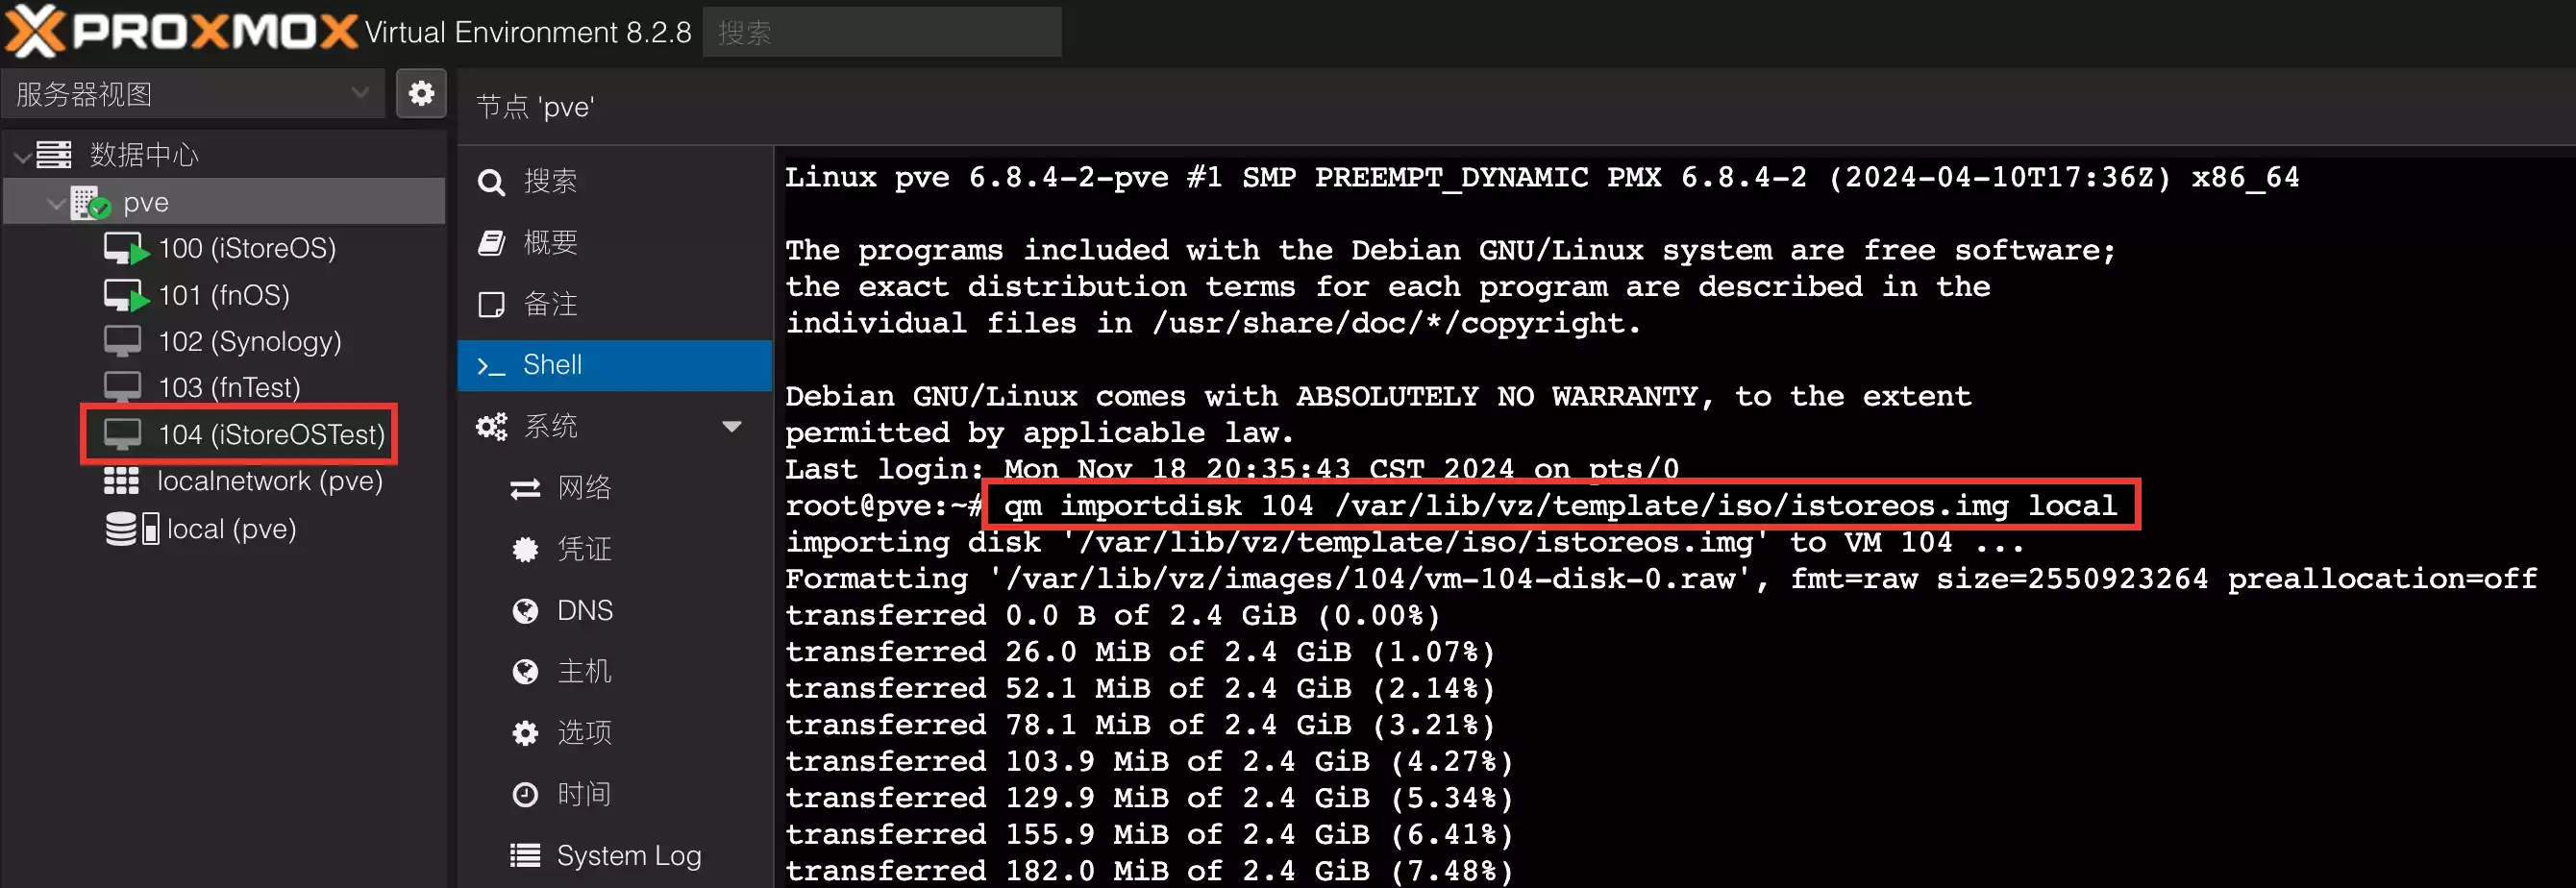 PROXMOX Virtual Environment 8.2.8 搜索
服务器视图
数据中心
pve
100 (iStoreOS)
101 (fnOS)
102 (Synology)
103 (fnTest)
104 (iStoreOSTest)
localnetwork (pve)
local (pve)
节点 'pve'
搜索
概要
备注
Shell
系统
网络
凭证
DNS
主机
选项
时间
System Log
Linux pve 6.8.4-2-pve #1 SMP PREEMPT_DYNAMIC PMX 6.8.4-2 (2024-04-10T17:36Z) x86_64
The programs included with the Debian GNU/Linux system are free software;
the exact distribution terms for each program are described in the
individual files in /usr/share/doc/*/copyright.
Debian GNU/Linux comes with ABSOLUTELY NO WARRANTY, to the extent
permitted by applicable law.
Last login: Mon Nov 18 20:35:43 CST 2024 on pts/0
root@pve:~# qm importdisk 104 /var/lib/vz/template/iso/istoreos.img local
importing disk '/var/lib/vz/template/iso/istoreos.img' to VM 104 ...
Formatting '/var/lib/vz/images/104/vm-104-disk-0.raw', fmt=raw size=2550923264 preallocation=off
transferred 0.0 B of 2.4 GiB (0.00%)
transferred 26.0 MiB of 2.4 GiB (1.07%)
transferred 52.1 MiB of 2.4 GiB (2.14%)
transferred 78.1 MiB of 2.4 GiB (3.21%)
transferred 103.9 MiB of 2.4 GiB (4.27%)
transferred 129.9 MiB of 2.4 GiB (5.34%)
transferred 155.9 MiB of 2.4 GiB (6.41%)
transferred 182.0 MiB of 2.4 GiB (7.48%)